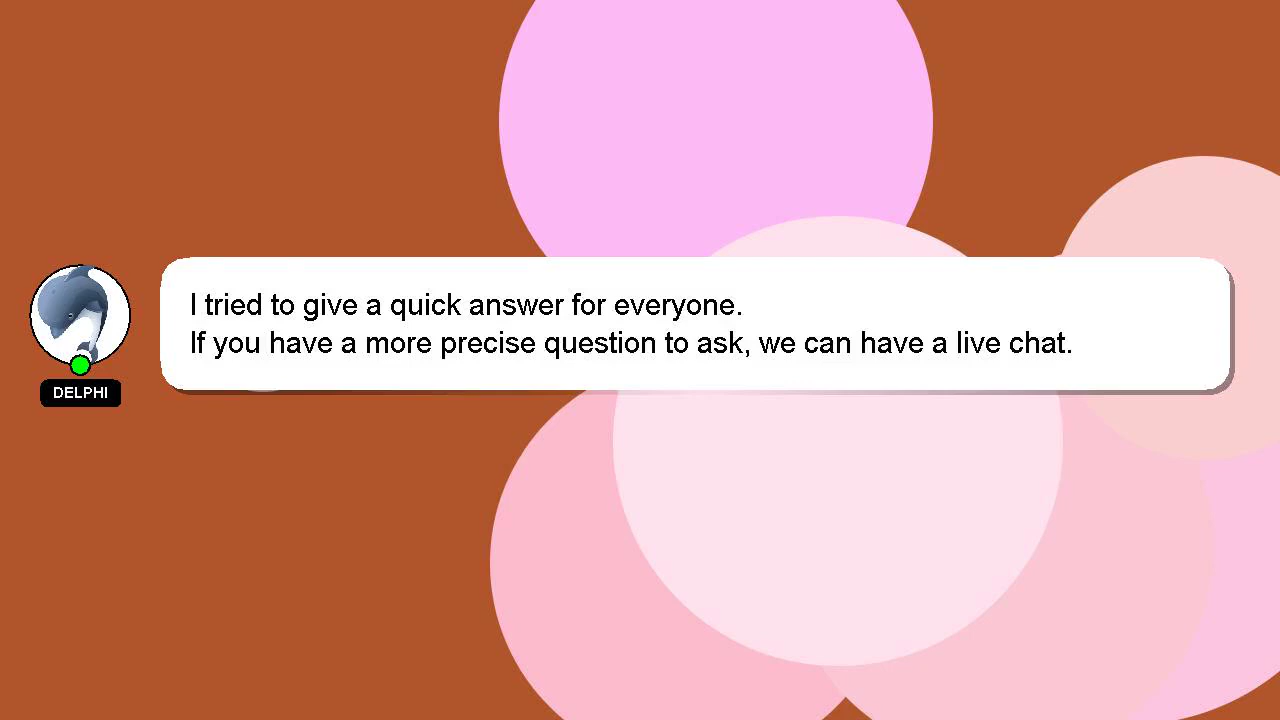 I tried to give a quick answer for everyone.
If you have a more precise question to ask, we can have a live chat.
DELPHI